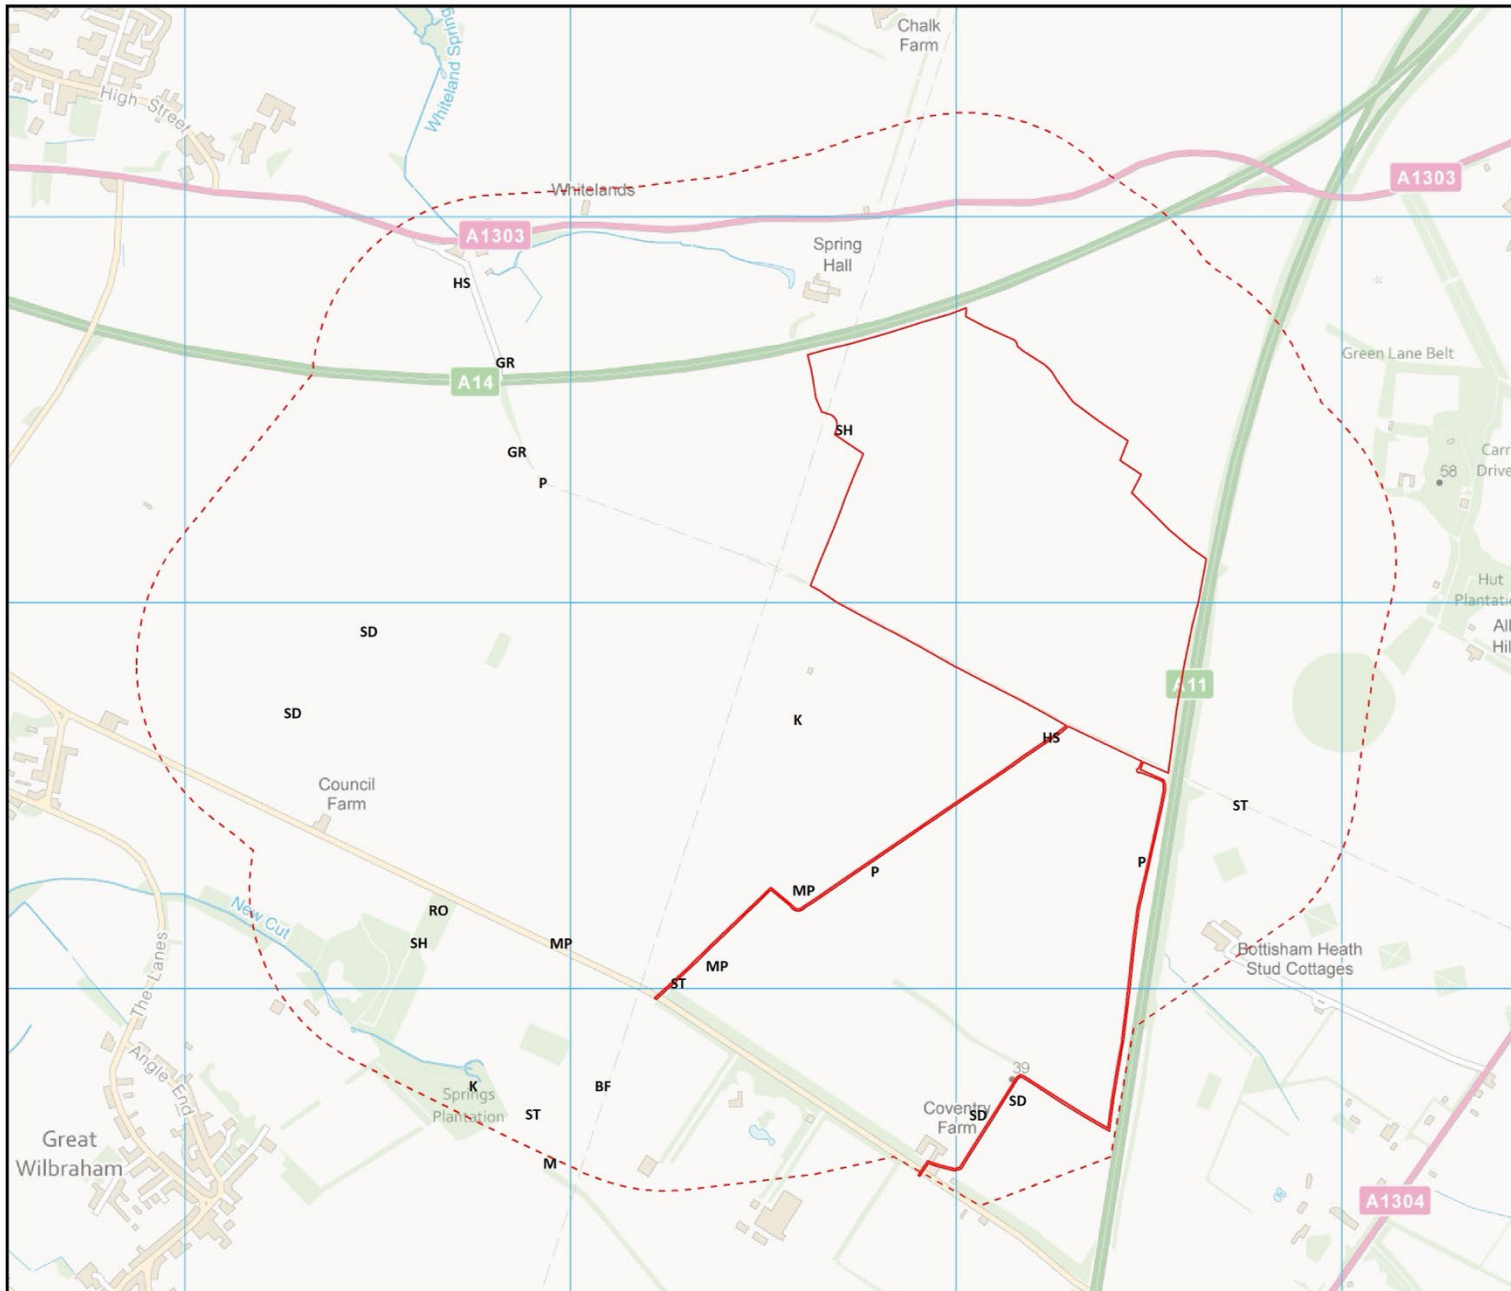 Chalk
Farm
Whiteland Spring
High Street
A1303
Whitelands
A1303
Spring
Hall
HS
Green Lane Belt
GR
A14
SH
GR
Carr
Drive
58
P
Hut
Plantatio
All
Hil
SD
A11
SD
K
HS
Council
Farm
ST
P
P
MP
RO
New Cut
SH
MP
The Lanes
Bottisham Heath
Stud Cottages
MP
ST
39
Angle End
K
Springs
Plantation
BF
ST
SD
Coventry
Farm
SD
Great
Wilbraham
M
A1304